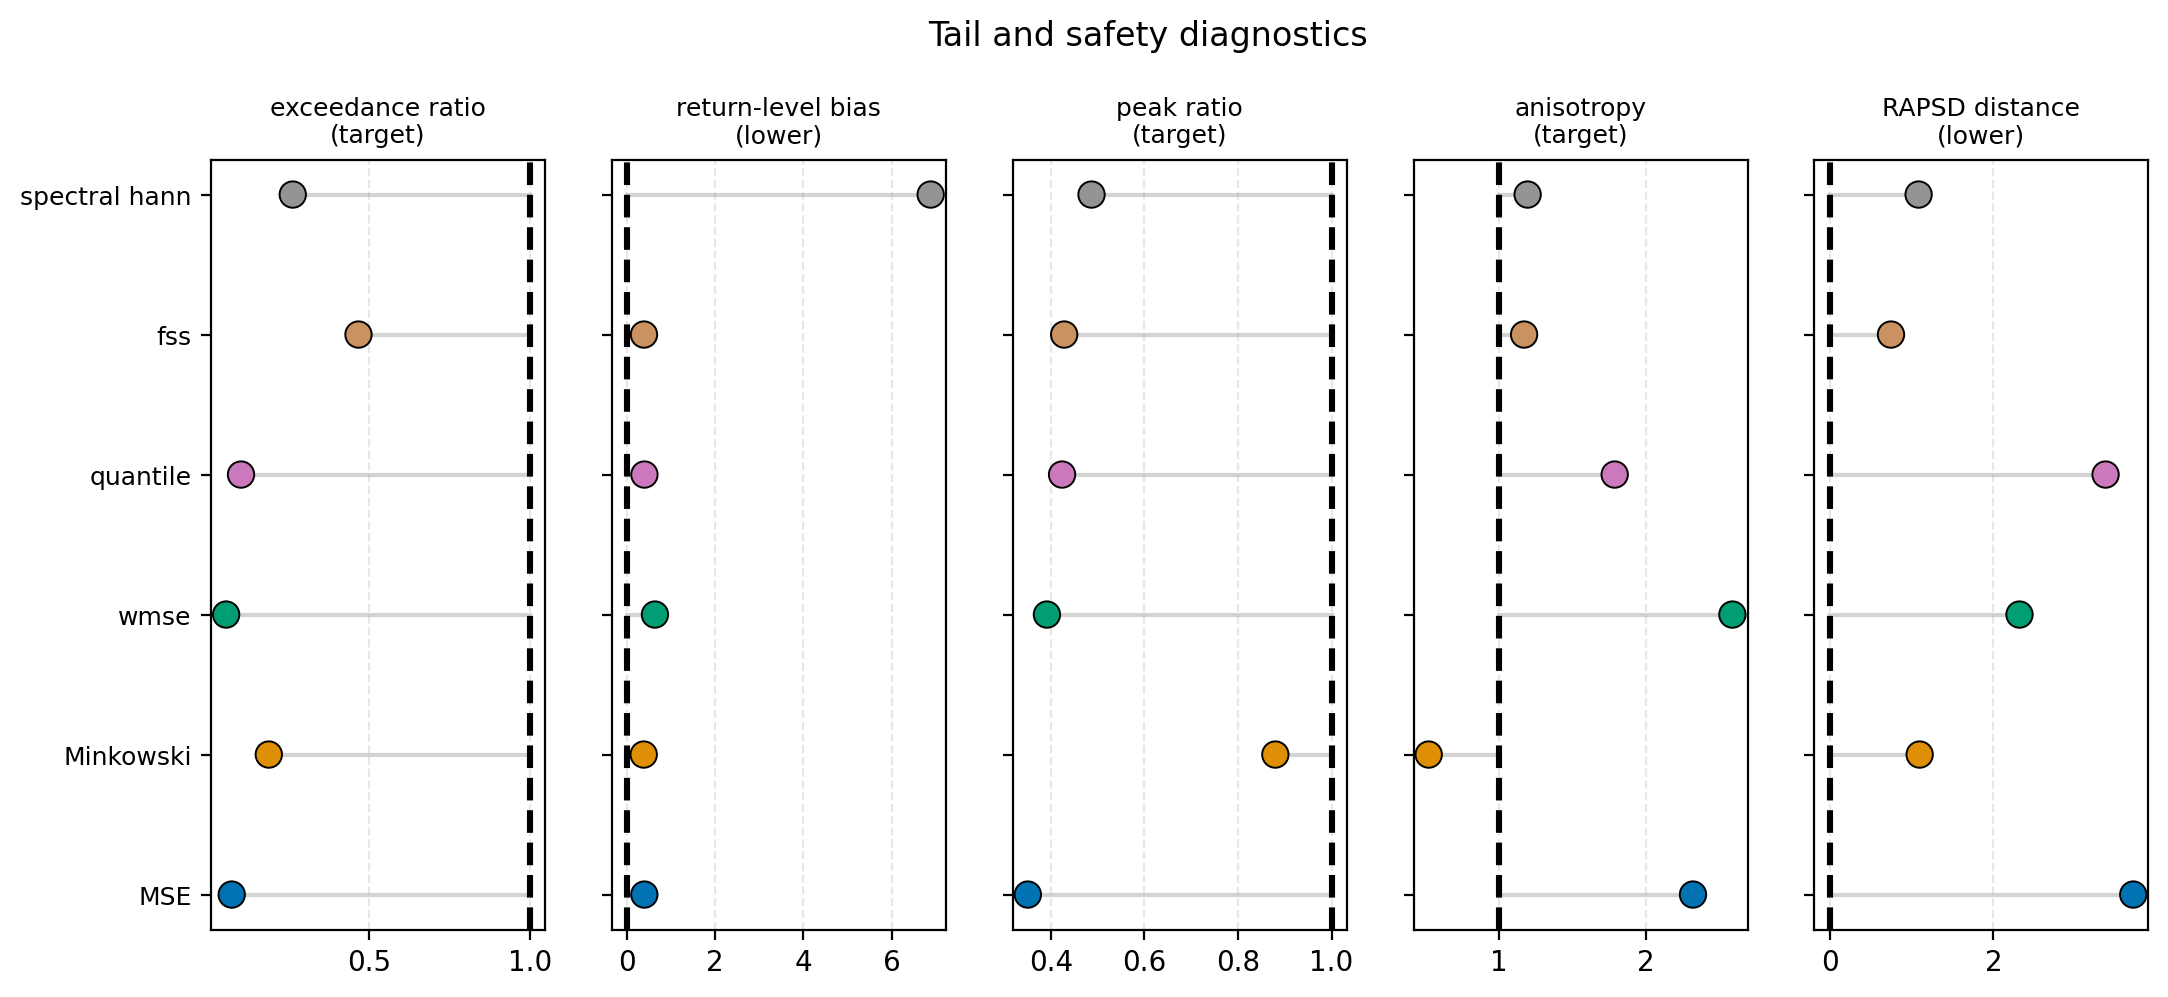 Tail and safety diagnostics
exceedance ratio
(target)
return-level bias
(lower)
peak ratio
(target)
anisotropy
(target)
RAPSD distance
(lower)
spectral hann
fss
quantile
wmse
Minkowski
MSE
0.5 1.0
0 2 4 6
0.4 0.6 0.8 1.0
1 2
0 2